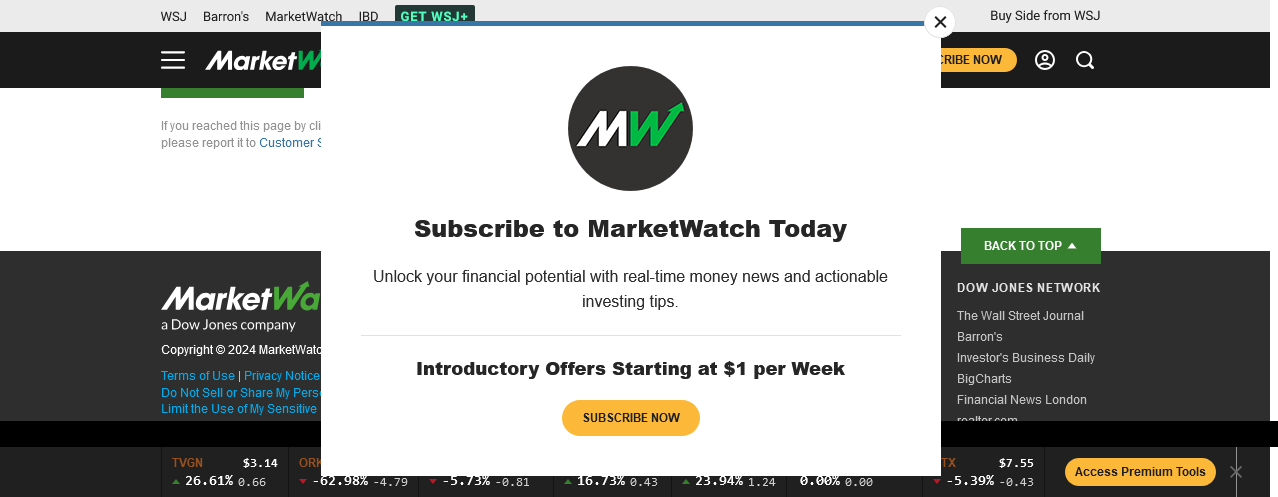 WSJ Barron's MarketWatch IBD GET WSJ+ Buy Side from WSJ
MarketW
CRIBE NOW
If you reached this page by cli
please report it to Customer S
MW
Subscribe to MarketWatch Today
Unlock your financial potential with real-time money news and actionable
investing tips.
Introductory Offers Starting at $1 per Week
SUBSCRIBE NOW
BACK TO TOP
MarketWa
a Dow Jones company
Copyright © 2024 MarketWatc
Terms of Use | Privacy Notice
Do Not Sell or Share My Perso
Limit the Use of My Sensitive
DOW JONES NETWORK
The Wall Street Journal
Barron's
Investor's Business Daily
BigCharts
Financial News London
realtor.com
TVGN $3.14 ORK TX $7.55
26.61% 0.66 -62.98% -4.79 -5.73% -0.81 16.73% 0.43 23.94% 1.24 0.00% 0.00 -5.39% -0.43
Access Premium Tools